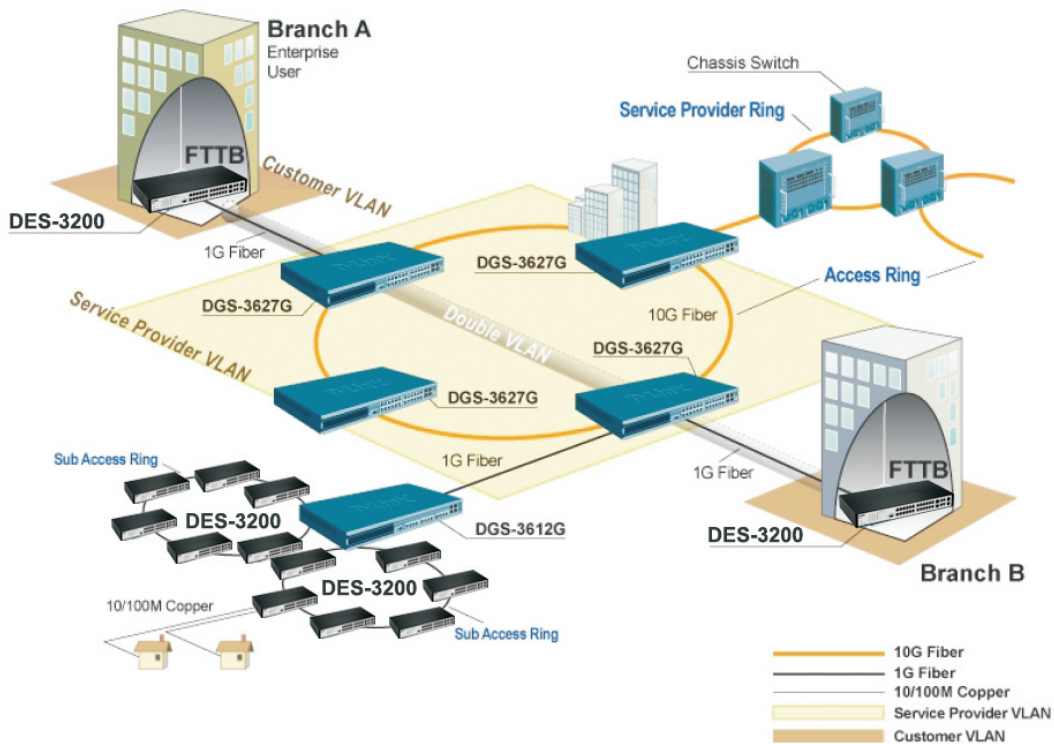 Branch A
Enterprise
User
FTTB
DES-3200
Customer VLAN
1G Fiber
Chassis Switch
Service Provider Ring
DGS-3627G
DGS-3627G
Access Ring
10G Fiber
Service Provider VLAN
Double VLAN
DGS-3627G
DGS-3627G
1G Fiber
1G Fiber
FTTB
DES-3200
Branch B
Sub Access Ring
DES-3200
DGS-3612G
DES-3200
10/100M Copper
Sub Access Ring
10G Fiber
1G Fiber
10/100M Copper
Service Provider VLAN
Customer VLAN